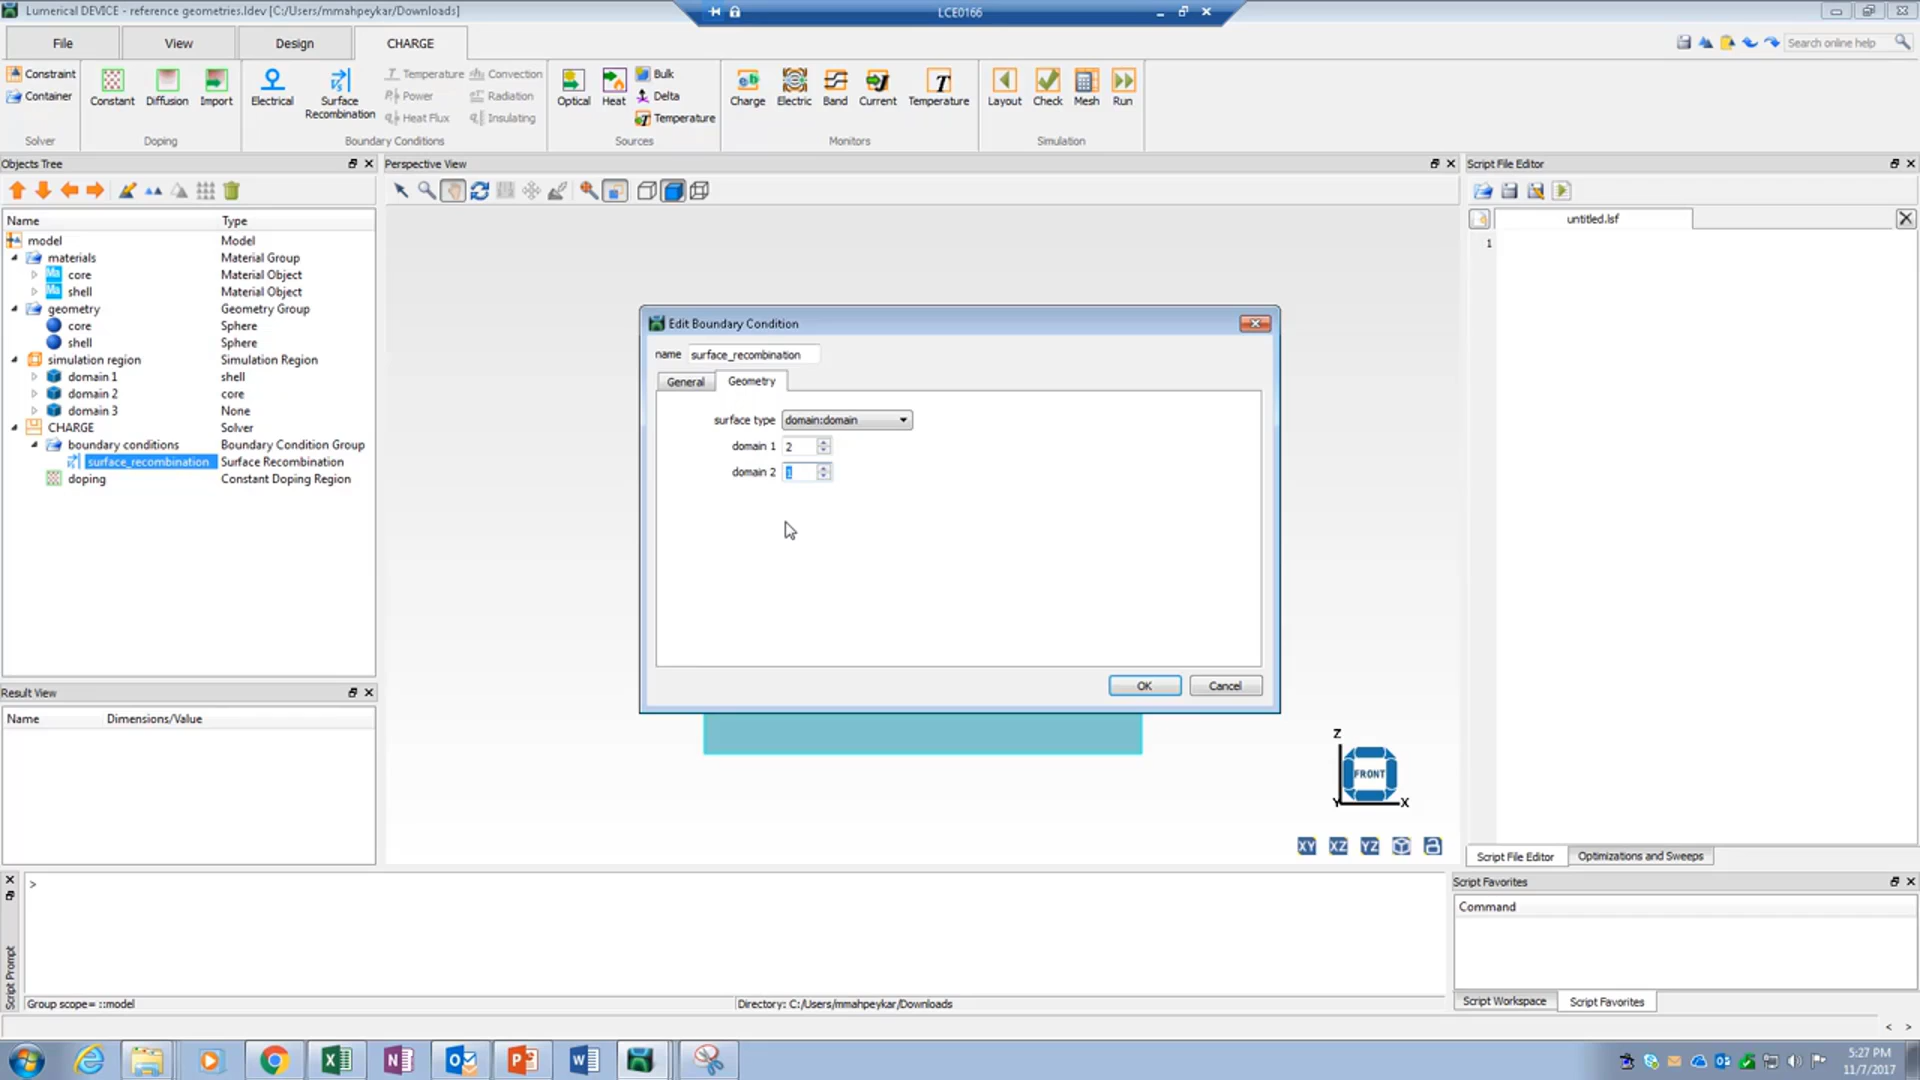 Lumerical DEVICE - reference geometries.ldev [C:/Users/mmahpeykar/Downloads]
LCE0166
File
View
Design
CHARGE
Search online help
Constraint
Container
Solver
Constant
Diffusion
Import
Doping
Electrical
Surface
Recombination
Temperature
Convection
Power
Radiation
Heat Flux
Insulating
Boundary Conditions
Optical
Heat
Bulk
Delta
Temperature
Sources
Charge
Electric
Band
Current
Temperature
Monitors
Layout
Check
Mesh
Run
Simulation
Objects Tree
Name Type
model Model
materials Material Group
core Material Object
shell Material Object
geometry Geometry Group
core Sphere
shell Sphere
simulation region Simulation Region
domain 1 shell
domain 2 core
domain 3 None
CHARGE Solver
boundary conditions Boundary Condition Group
surface_recombination Surface Recombination
doping Constant Doping Region
Result View
Name Dimensions/Value
Perspective View
Edit Boundary Condition
name surface_recombination
General
Geometry
surface type domain:domain
domain 1 2
domain 2 1
OK
Cancel
Z
FRONT
Y X
XY XZ YZ
Script File Editor
untitled.lsf
1
Script File Editor
Optimizations and Sweeps
Script Favorites
Command
Script Workspace
Script Favorites
Script Prompt
>
Group scope= ::model
Directory: C:/Users/mmahpeykar/Downloads
5:27 PM
11/7/2017